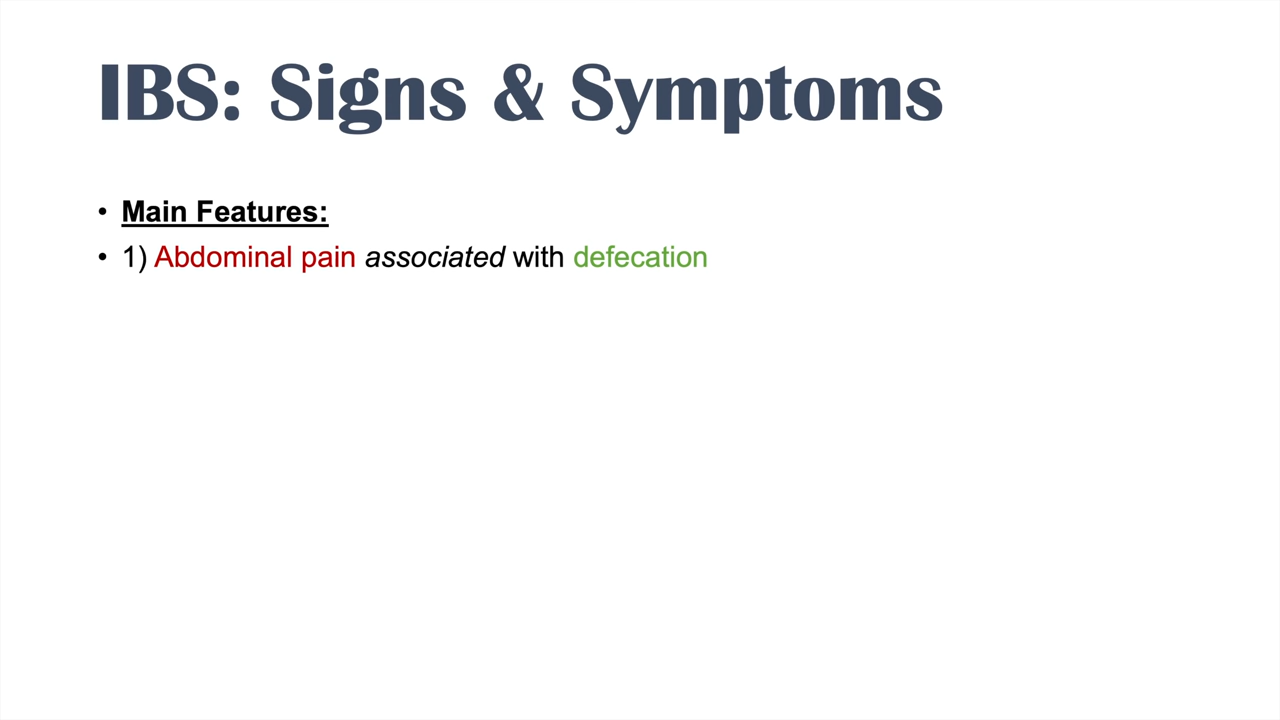 IBS: Signs & Symptoms
• Main Features:
• 1) Abdominal pain associated with defecation